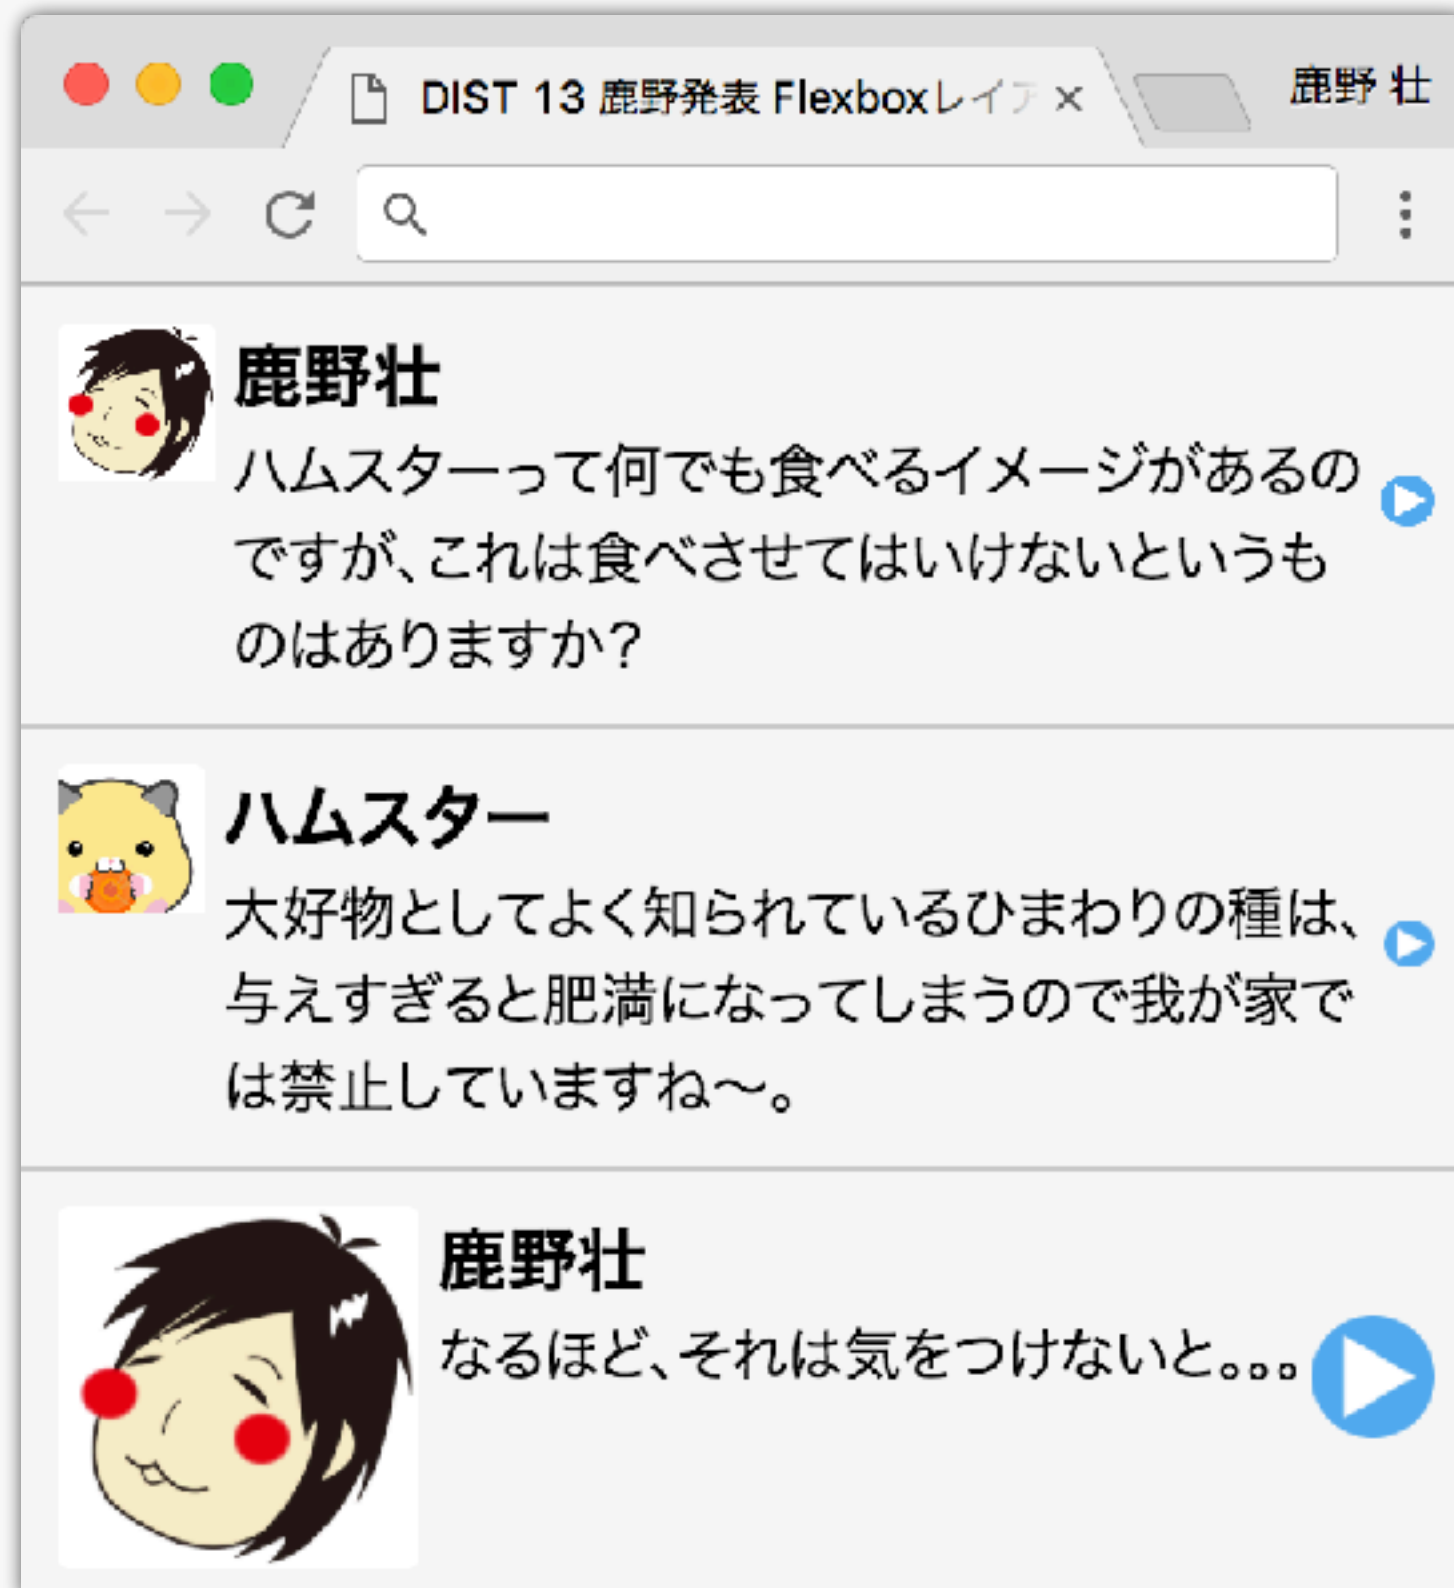 DIST 13 鹿野発表 Flexboxレイア
鹿野 壮
鹿野壮
ハムスターって何でも食べるイメージがあるの
ですが、これは食べさせてはいけないというも
のはありますか？
ハムスター
大好物としてよく知られているひまわりの種は、
与えすぎると肥満になってしまうので我が家で
は禁止していますね〜。
鹿野壮
なるほど、それは気をつけないと。。。